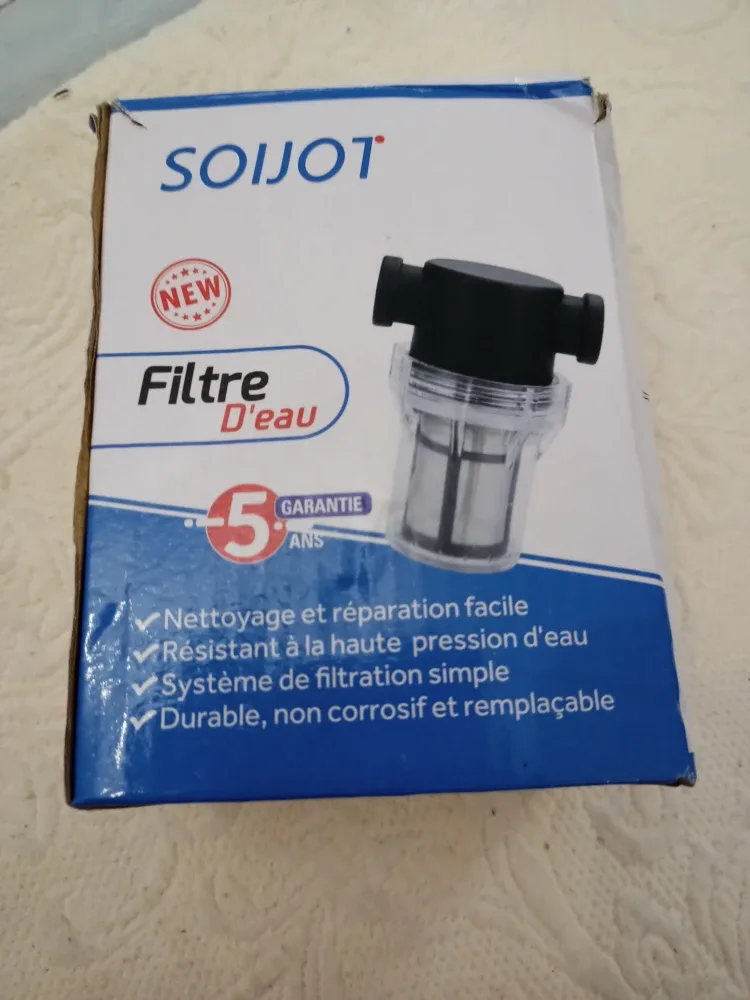 SOIJOT
NEW
Filtre
D'eau
5
GARANTIE
ANS
Nettoyage et réparation facile
Résistant à la haute pression d'eau
Système de filtration simple
Durable, non corrosif et remplaçable